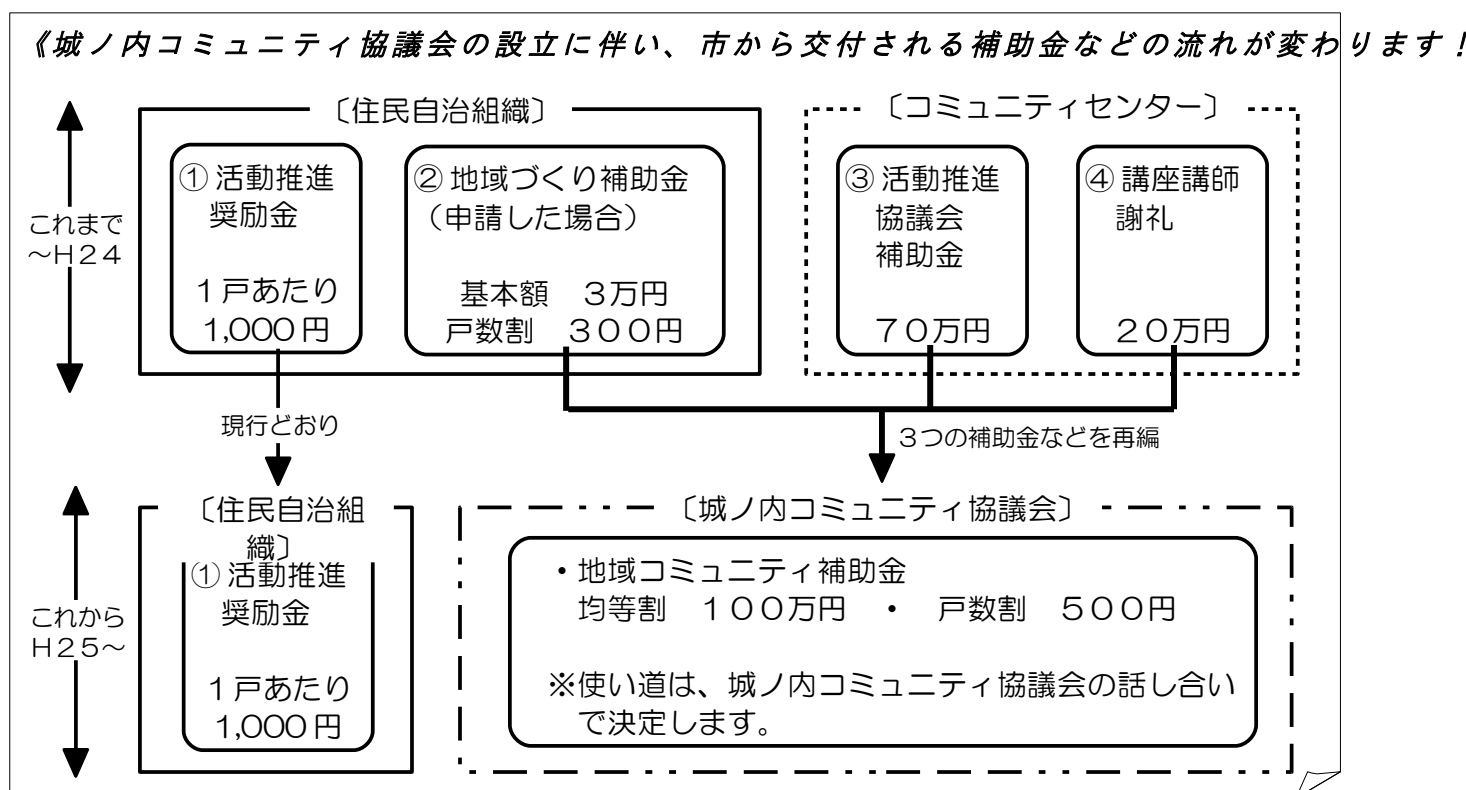 《城ノ内コミュニティ協議会の設立に伴い、市から交付される補助金などの流れが変わります!
これまで
～H24
〔住民自治組織〕
①活動推進
奨励金
1戸あたり
1,000円
②地域づくり補助金
（申請した場合）
基本額　3万円
戸数割　300円
〔コミュニティセンター〕
③活動推進
協議会
補助金
70万円
④講座講師
謝礼
20万円
現行どおり
3つの補助金などを再編
これから
H25～
〔住民自治組
織〕
①活動推進
奨励金
1戸あたり
1,000円
〔城ノ内コミュニティ協議会〕
・地域コミュニティ補助金
均等割　100万円　・　戸数割　500円
※使い道は、城ノ内コミュニティ協議会の話し合い
で決定します。